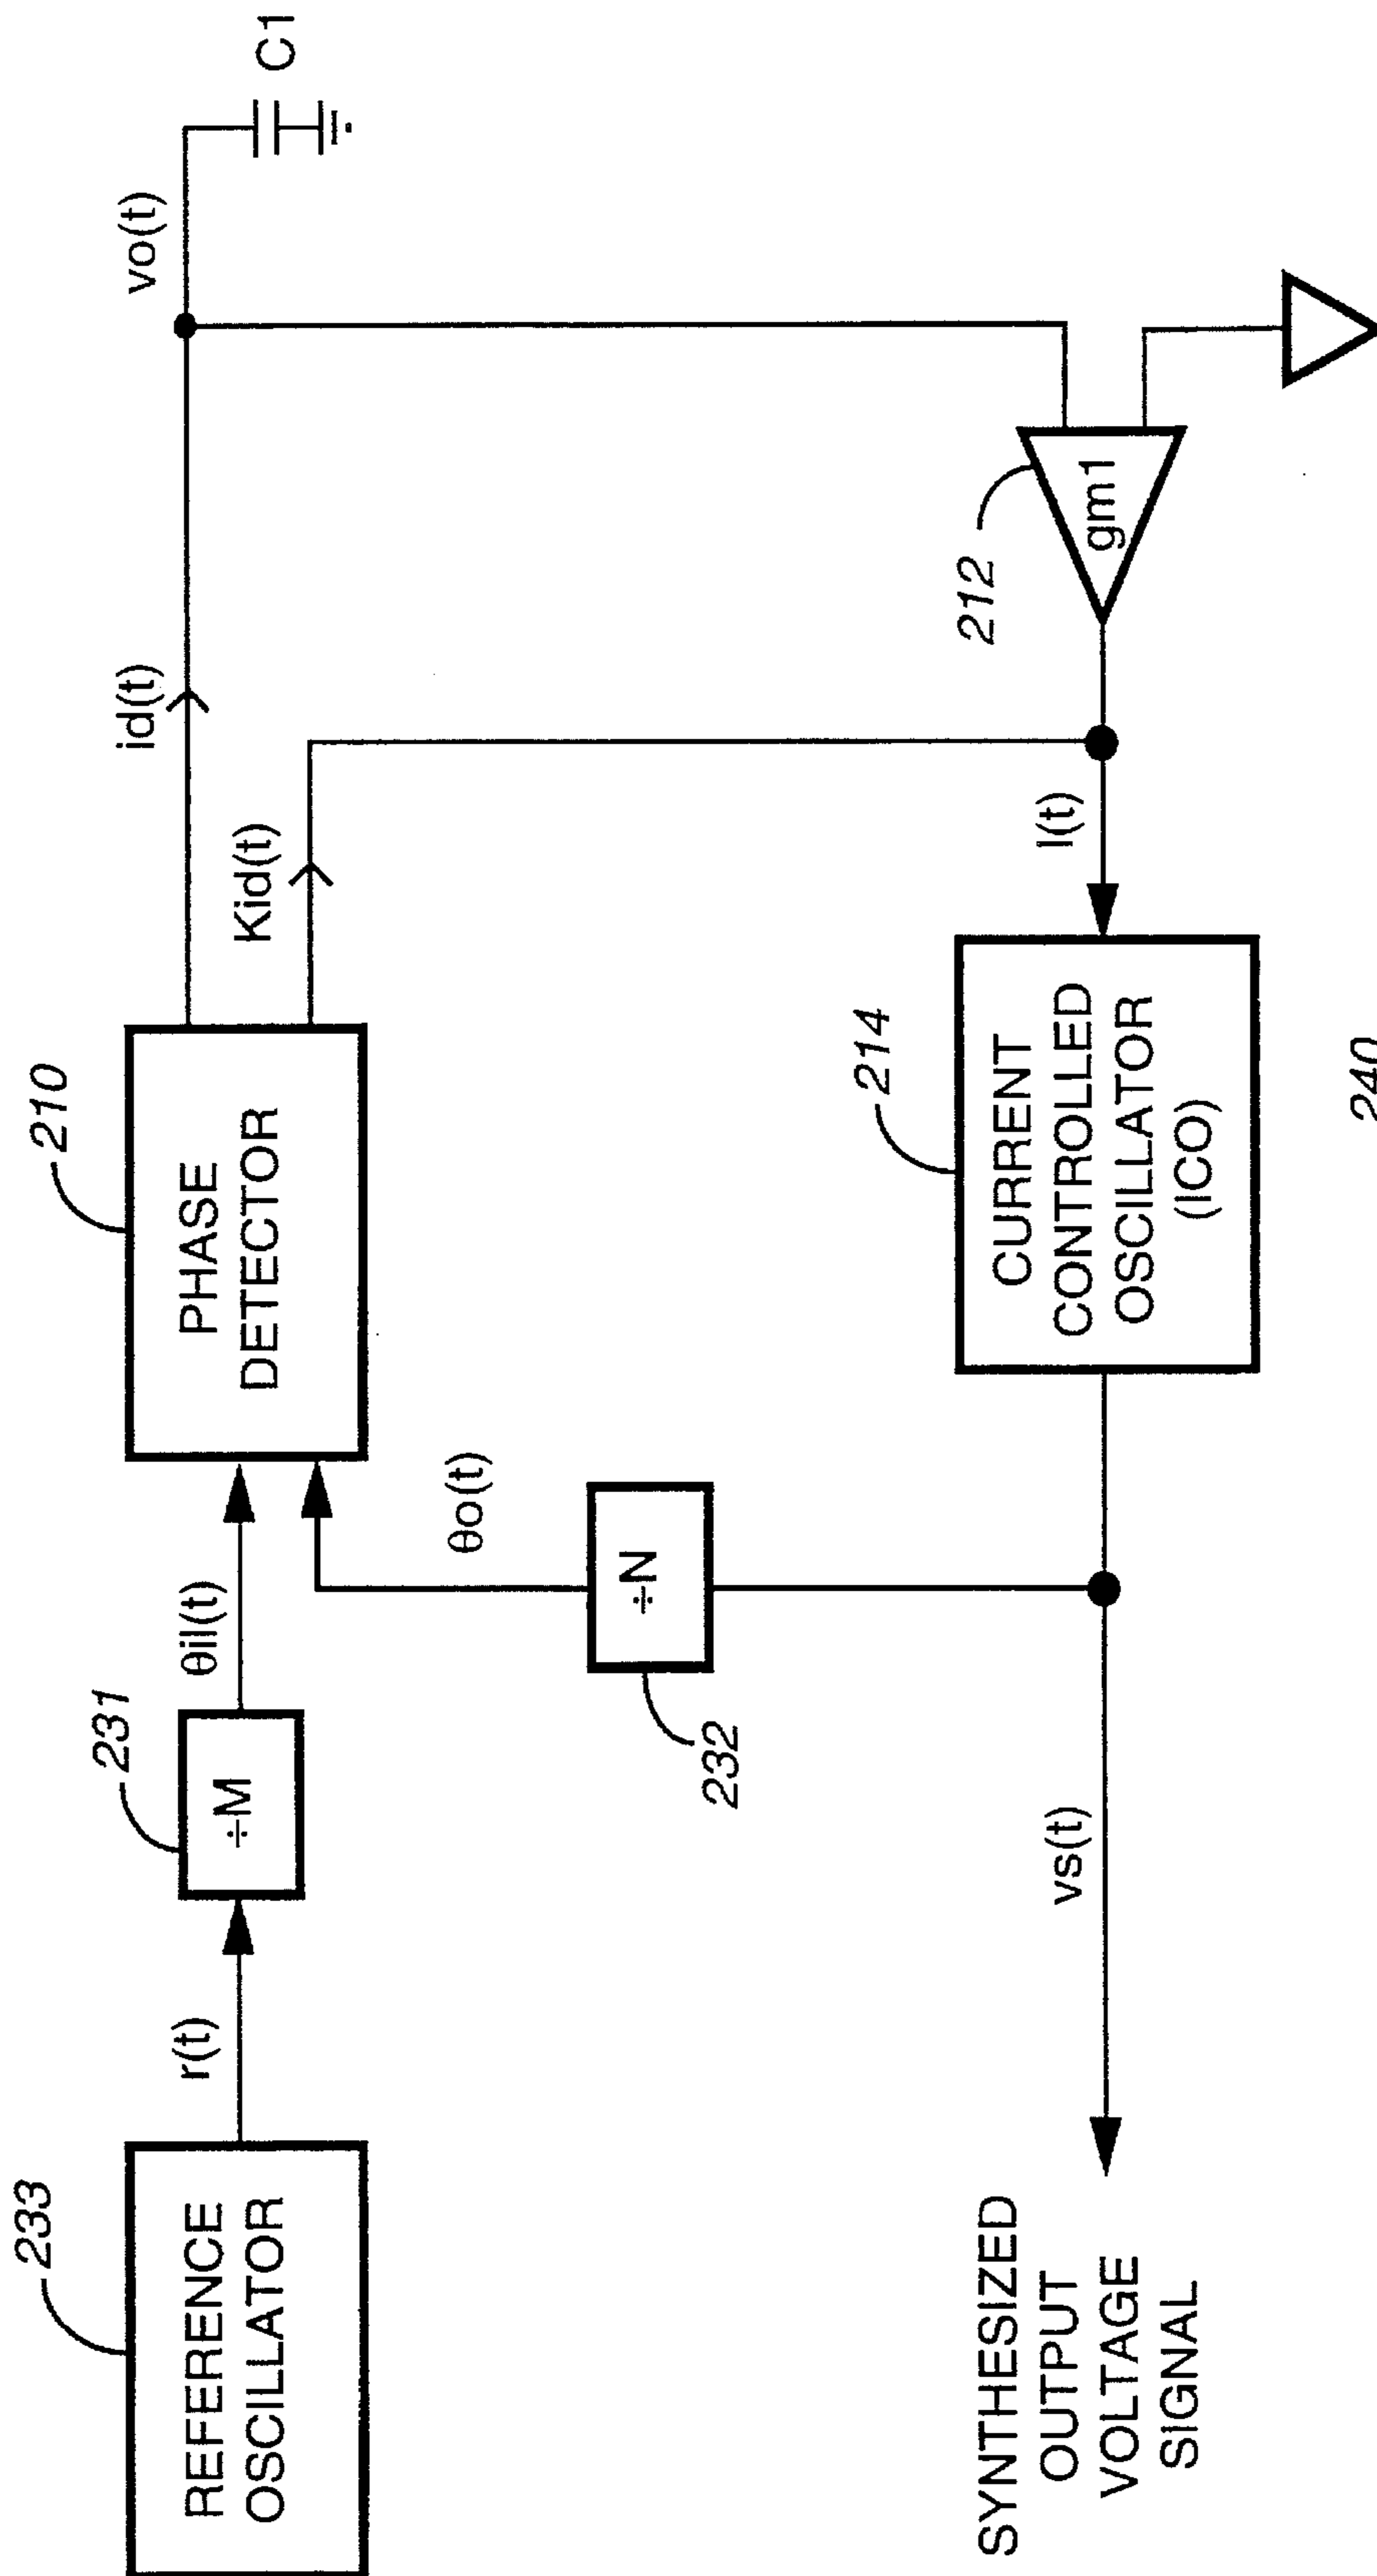 233
REFERENCE
OSCILLATOR
r(t)
231
÷M
θil(t)
210
PHASE
DETECTOR
id(t)
Kid(t)
vo(t)
C1
θo(t)
÷N
232
214
CURRENT
CONTROLLED
OSCILLATOR
(ICO)
I(t)
212
gm1
vs(t)
SYNTHESIZED
OUTPUT
VOLTAGE
SIGNAL
240